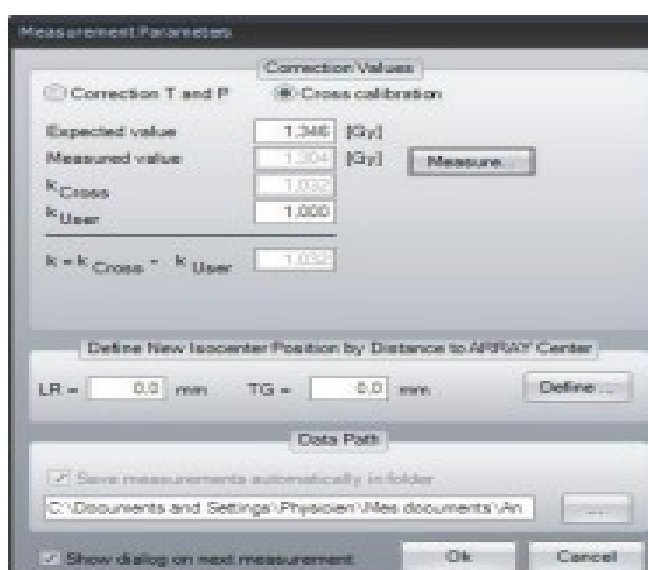 Measurement Parameters
Correction Values
Correction T and P
Cross calibration
Expected value 1,346 [Gy]
Measured value 1,304 [Gy] Measure...
kCross 1,032
kUser 1,000
k = k Cross * k User 1,032
Define New Isocenter Position by Distance to ARRAY Center
LR = 0,0 mm TG = 0,0 mm Define ...
Data Path
Save measurements automatically in folder
C:\Documents and Settings\Physicien\Mes documents\An ...
Show dialog on next measurement Ok Cancel